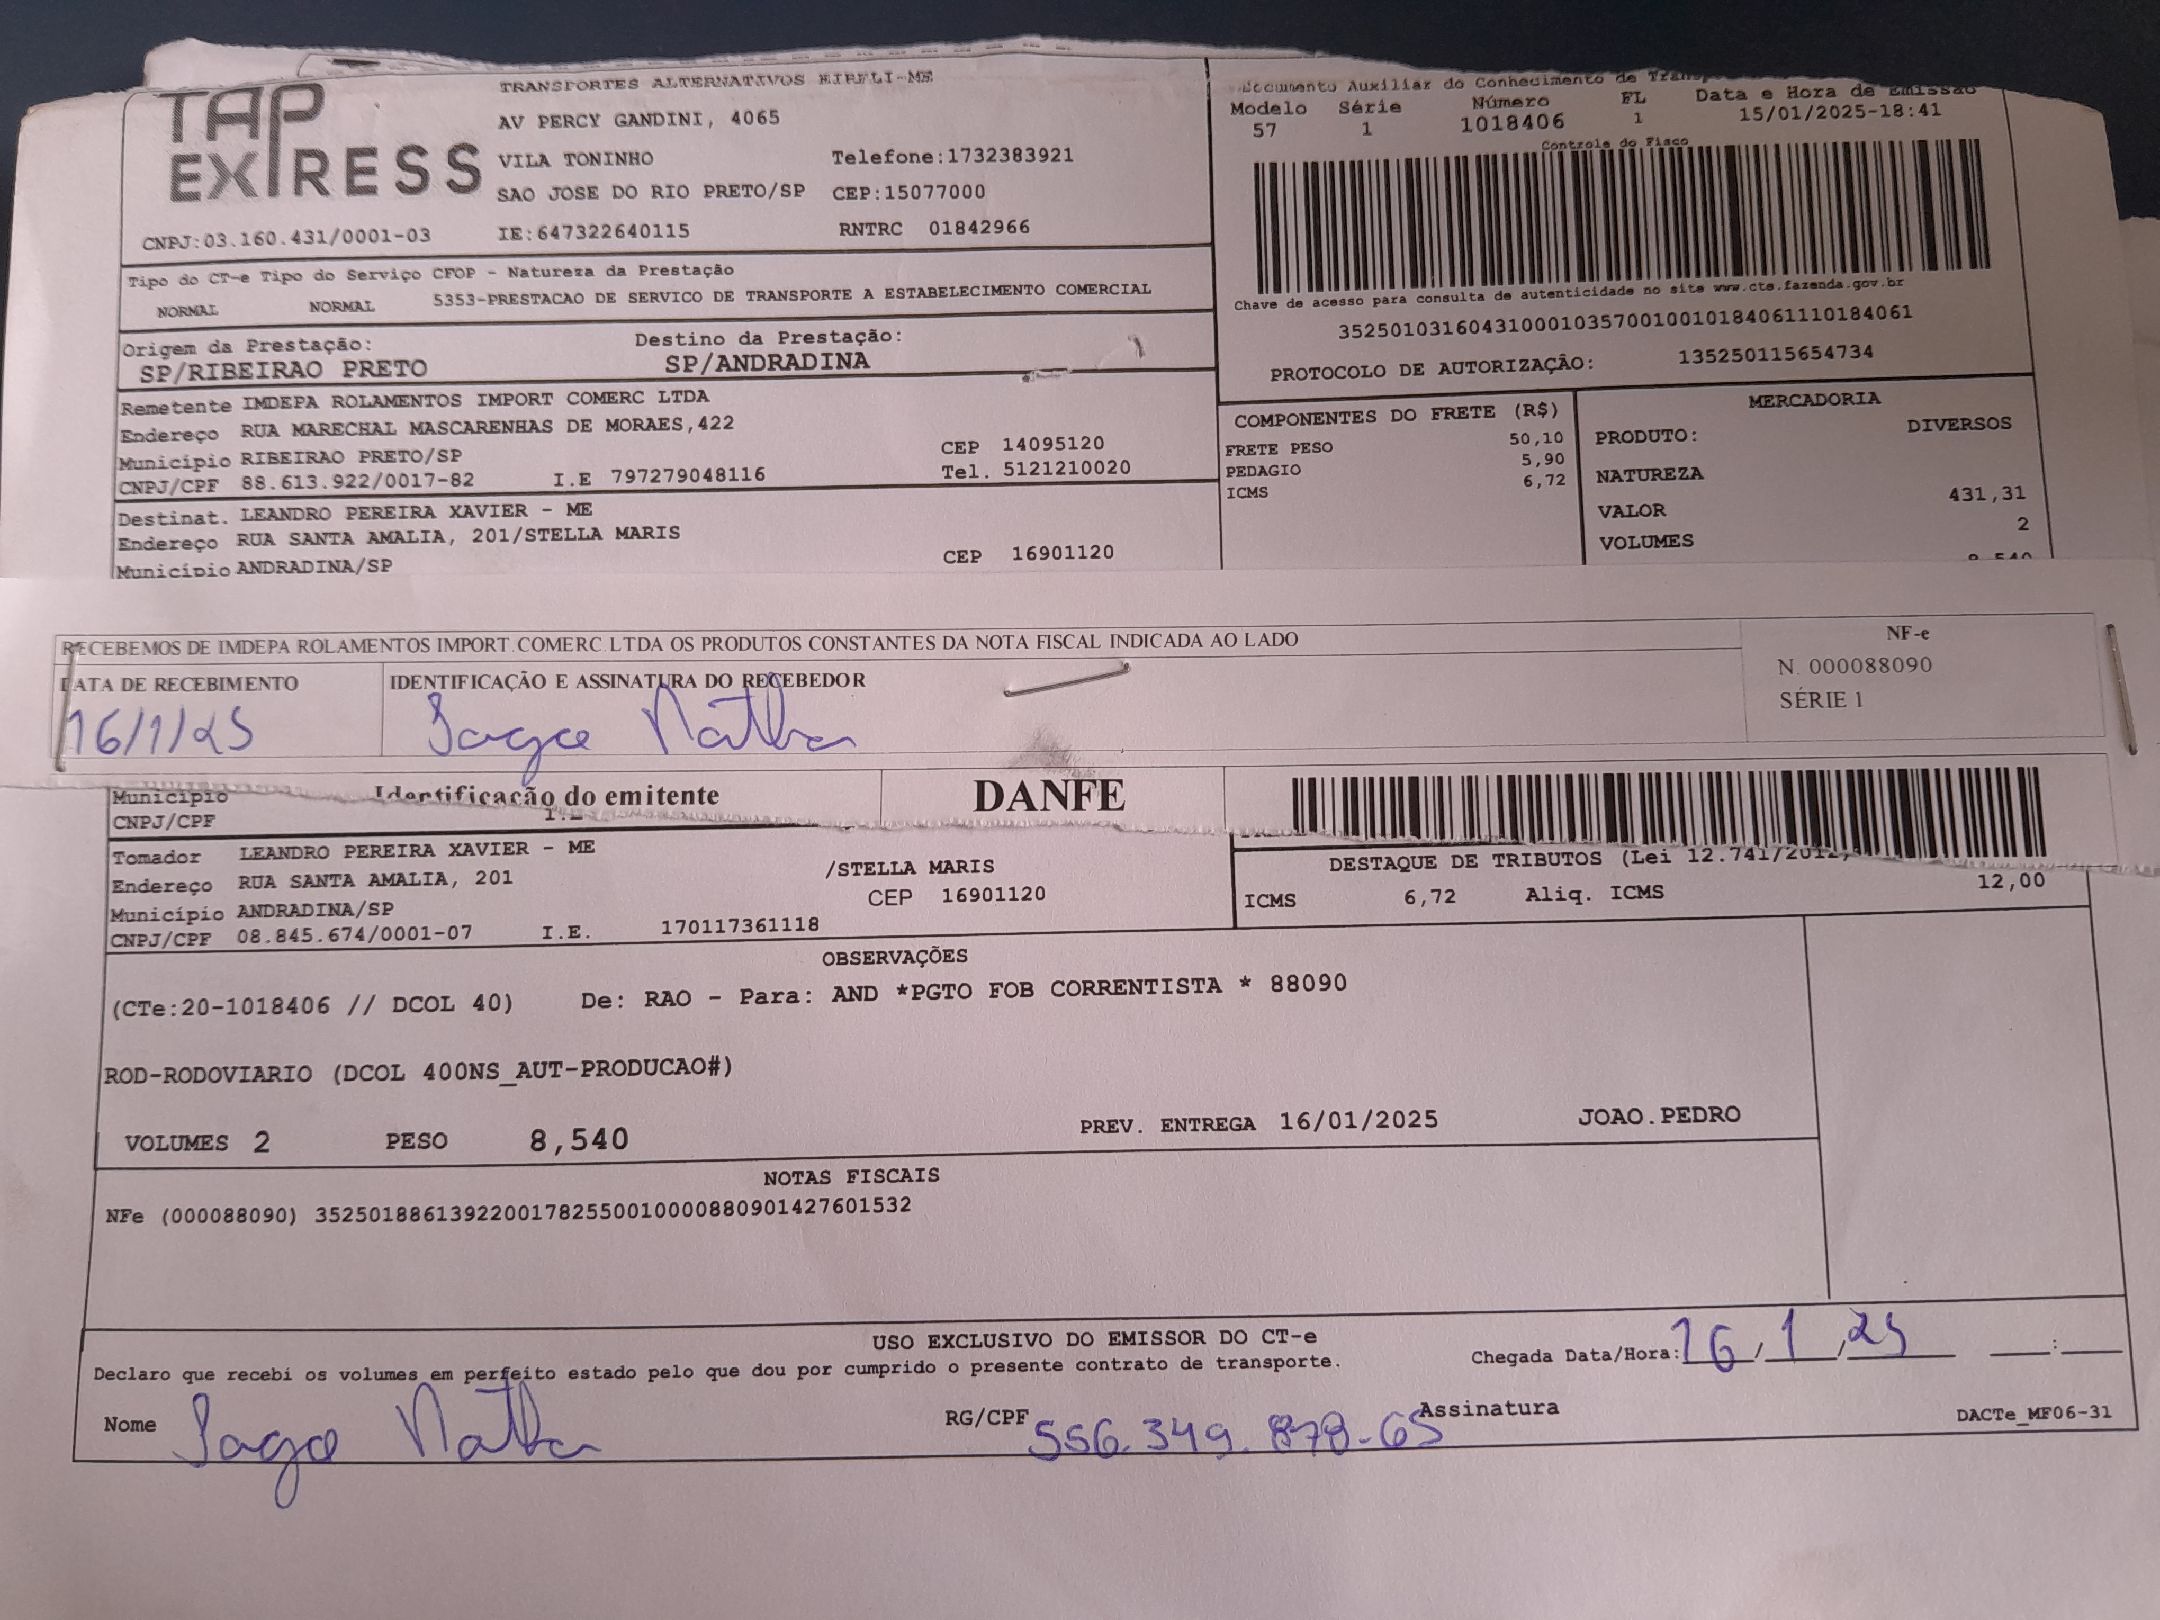 TAP
EXPRESS
TRANSPORTES ALTERNATIVOS EIRELI-ME
AV PERCY GANDINI, 4065
VILA TONINHO Telefone:1732383921
SAO JOSE DO RIO PRETO/SP CEP:15077000
CNPJ:03.160.431/0001-03 IE:647322640115 RNTRC 01842966
Documento Auxiliar do Conhecimento de
Modelo Série Número FL Data e Hora de Emissão
57 1 1018406 1 15/01/2025-18:41
Controle do Fisco
Chave de acesso para consulta de autenticidade no site www.cte.fazenda.gov.br
35250103160431000103570010010184061110184061
PROTOCOLO DE AUTORIZAÇÃO: 135250115654734
Tipo do CT-e Tipo do Serviço CFOP - Natureza da Prestação
NORMAL NORMAL 5353-PRESTACAO DE SERVICO DE TRANSPORTE A ESTABELECIMENTO COMERCIAL
Origem da Prestação: Destino da Prestação:
SP/RIBEIRAO PRETO SP/ANDRADINA
Remetente IMDEPA ROLAMENTOS IMPORT COMERC LTDA
Endereço RUA MARECHAL MASCARENHAS DE MORAES,422
Município RIBEIRAO PRETO/SP CEP 14095120
CNPJ/CPF 88.613.922/0017-82 I.E 797279048116 Tel. 5121210020
Destinat. LEANDRO PEREIRA XAVIER - ME
Endereço RUA SANTA AMALIA, 201/STELLA MARIS
Município ANDRADINA/SP CEP 16901120
COMPONENTES DO FRETE (R$)
FRETE PESO 50,10
PEDAGIO 5,90
ICMS 6,72
MERCADORIA
PRODUTO: DIVERSOS
NATUREZA
VALOR 431,31
VOLUMES 2
8,540
RECEBEMOS DE IMDEPA ROLAMENTOS IMPORT.COMERC.LTDA OS PRODUTOS CONSTANTES DA NOTA FISCAL INDICADA AO LADO
DATA DE RECEBIMENTO IDENTIFICAÇÃO E ASSINATURA DO RECEBEDOR
16/1/25
NF-e
N. 000088090
SÉRIE 1
Identificação do emitente DANFE
Município
CNPJ/CPF
Tomador LEANDRO PEREIRA XAVIER - ME
Endereço RUA SANTA AMALIA, 201 /STELLA MARIS
Município ANDRADINA/SP CEP 16901120
CNPJ/CPF 08.845.674/0001-07 I.E. 170117361118
DESTAQUE DE TRIBUTOS (Lei 12.741/2012)
ICMS 6,72 Aliq. ICMS 12,00
OBSERVAÇÕES
(CTe:20-1018406 // DCOL 40) De: RAO - Para: AND *PGTO FOB CORRENTISTA * 88090
ROD-RODOVIARIO (DCOL 400NS_AUT-PRODUCAO#)
VOLUMES 2 PESO 8,540 PREV. ENTREGA 16/01/2025 JOAO.PEDRO
NOTAS FISCAIS
NFe (000088090) 35250188613922001782550010000880901427601532
USO EXCLUSIVO DO EMISSOR DO CT-e
Declaro que recebi os volumes em perfeito estado pelo que dou por cumprido o presente contrato de transporte.
Chegada Data/Hora: 16/1/25 :
Nome RG/CPF 556.349.878-65 Assinatura
DACTe_MF06-31